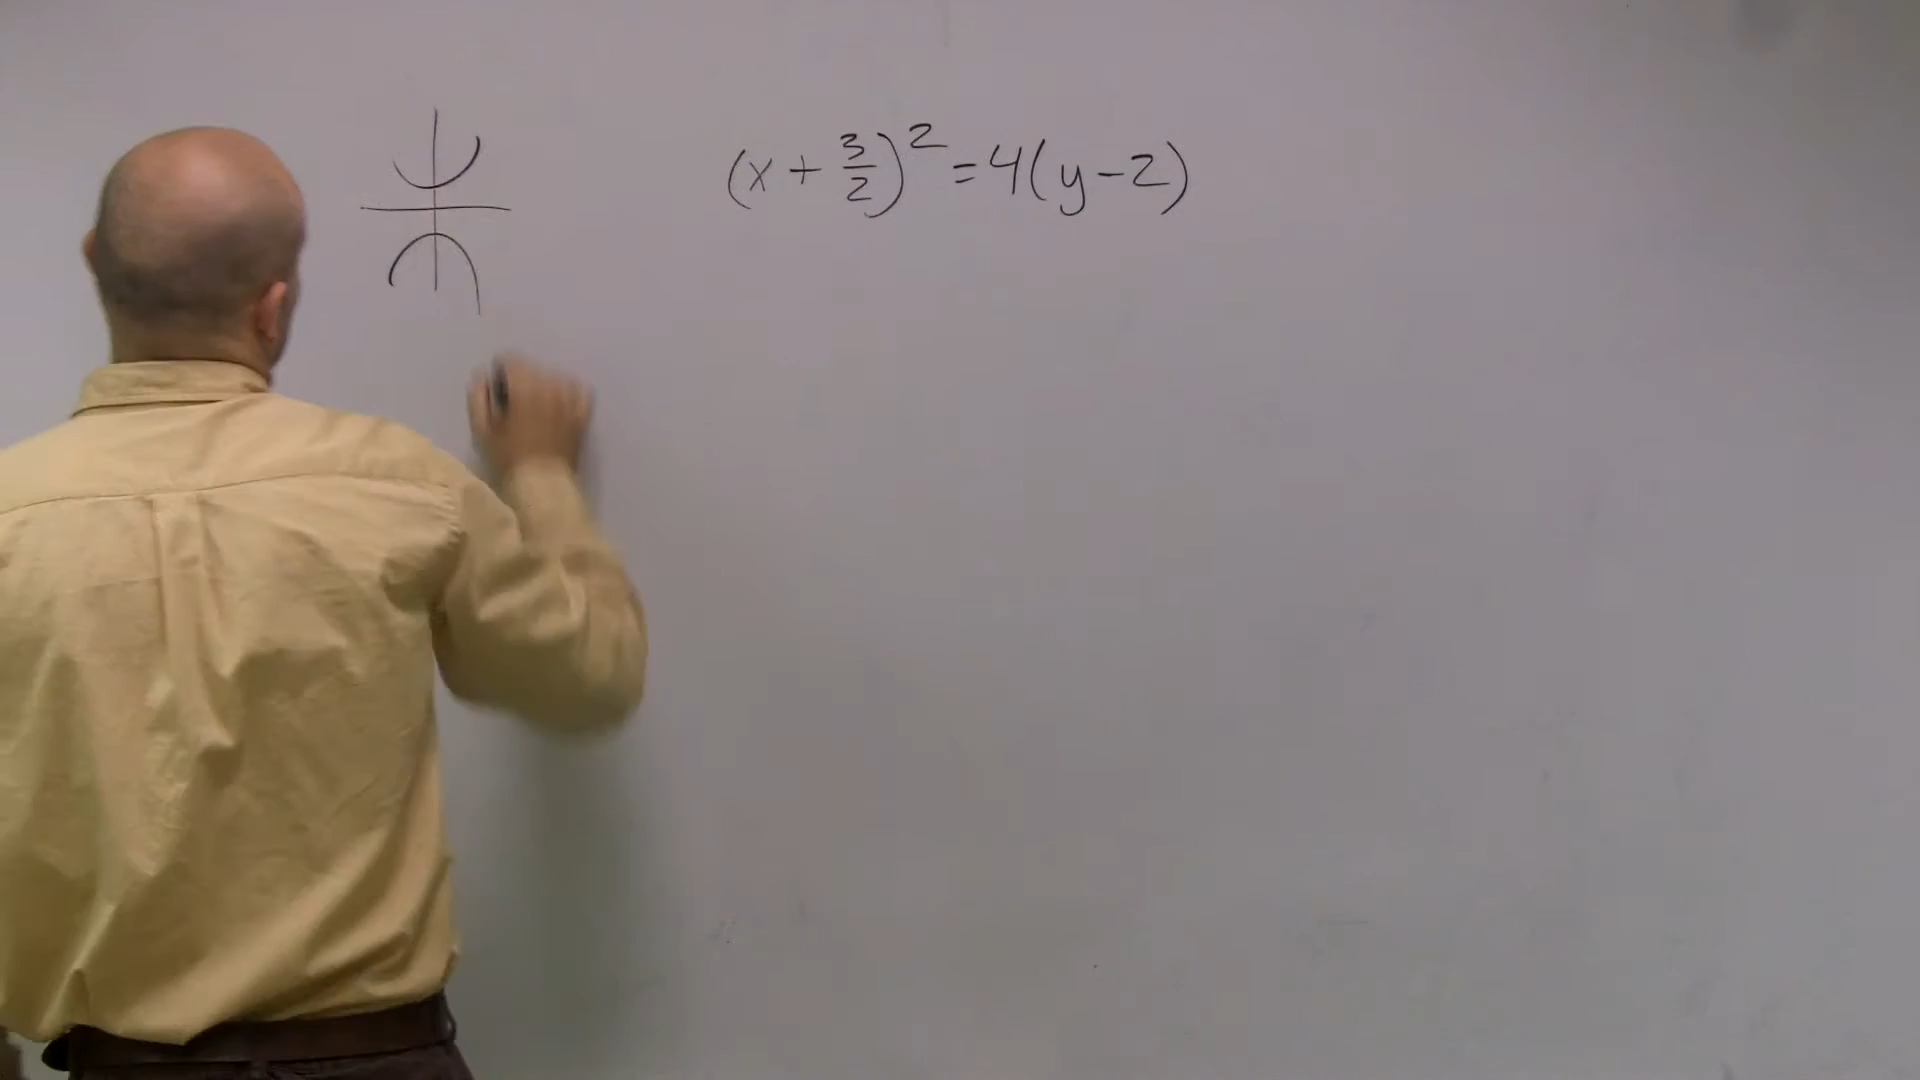 (x + 3/2)² = 4(y - 2)